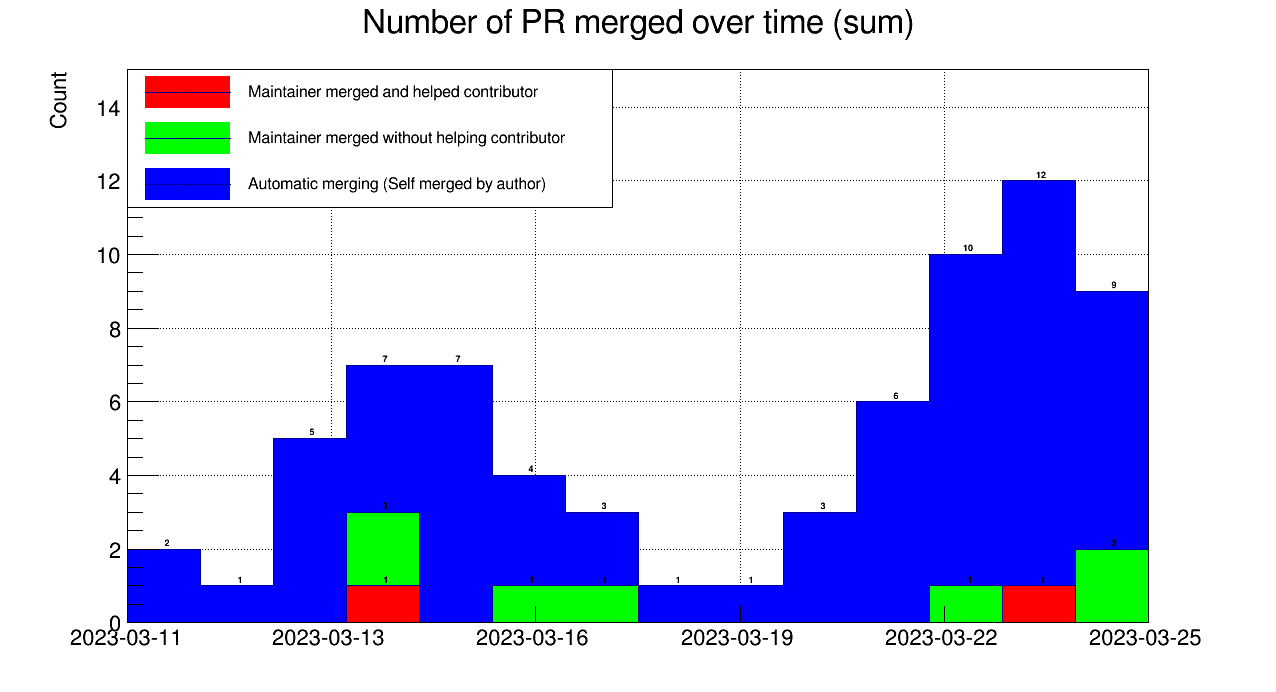 Number of PR merged over time (sum)
Count
Maintainer merged and helped contributor
Maintainer merged without helping contributor
Automatic merging (Self merged by author)
14
12
10
8
6
4
2
0
2 1 5 7 7 4 3 1 1 3 6 10 12 9
3 1 1 1 1 1 2
2023-03-11 2023-03-13 2023-03-16 2023-03-19 2023-03-22 2023-03-25